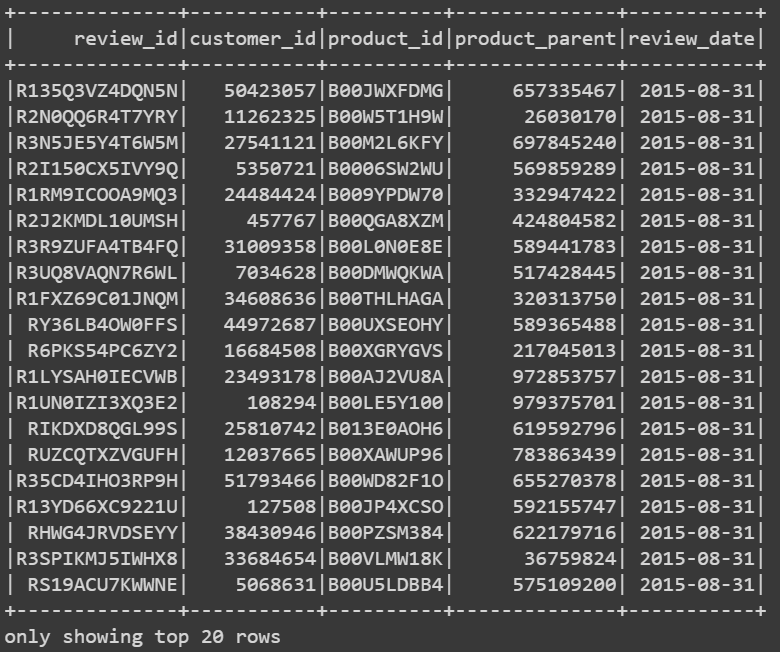 +--------------+-----------+----------+--------------+-----------+
|     review_id|customer_id|product_id|product_parent|review_date|
+--------------+-----------+----------+--------------+-----------+
|R135Q3VZ4DQN5N|   50423057|B00JWXFDMG|     657335467| 2015-08-31|
|R2N0QQ6R4T7YRY|   11262325|B00W5T1H9W|      26030170| 2015-08-31|
|R3N5JE5Y4T6W5M|   27541121|B00M2L6KFY|     697845240| 2015-08-31|
|R2I150CX5IVY9Q|    5350721|B0006SW2WU|     569859289| 2015-08-31|
|R1RM9ICOOA9MQ3|   24484424|B009YPDW70|     332947422| 2015-08-31|
|R2J2KMDL10UMSH|     457767|B00QGA8XZM|     424804582| 2015-08-31|
|R3R9ZUFA4TB4FQ|   31009358|B00L0N0E8E|     589441783| 2015-08-31|
|R3UQ8VAQN7R6WL|    7034628|B00DMWQKWA|     517428445| 2015-08-31|
|R1FXZ69C01JNQM|   34608636|B00THLHAGA|     320313750| 2015-08-31|
| RY36LB4OW0FFS|   44972687|B00UXSEOHY|     589365488| 2015-08-31|
| R6PKS54PC6ZY2|   16684508|B00XGRYGVS|     217045013| 2015-08-31|
|R1LYSAH0IECVWB|   23493178|B00AJ2VU8A|     972853757| 2015-08-31|
|R1UN0IZI3XQ3E2|     108294|B00LE5Y100|     979375701| 2015-08-31|
| RIKDXD8QGL99S|   25810742|B013E0AOH6|     619592796| 2015-08-31|
| RUZCQTXZVGUFH|   12037665|B00XAWUP96|     783863439| 2015-08-31|
|R35CD4IHO3RP9H|   51793466|B00WD82F1O|     655270378| 2015-08-31|
|R13YD66XC9221U|     127508|B00JP4XCSO|     592155747| 2015-08-31|
| RHWG4JRVDSEYY|   38430946|B00PZSM384|     622179716| 2015-08-31|
|R3SPIKMJ5IWHX8|   33684654|B00VLMW18K|      36759824| 2015-08-31|
| RS19ACU7KWWNE|    5068631|B00U5LDBB4|     575109200| 2015-08-31|
+--------------+-----------+----------+--------------+-----------+
only showing top 20 rows